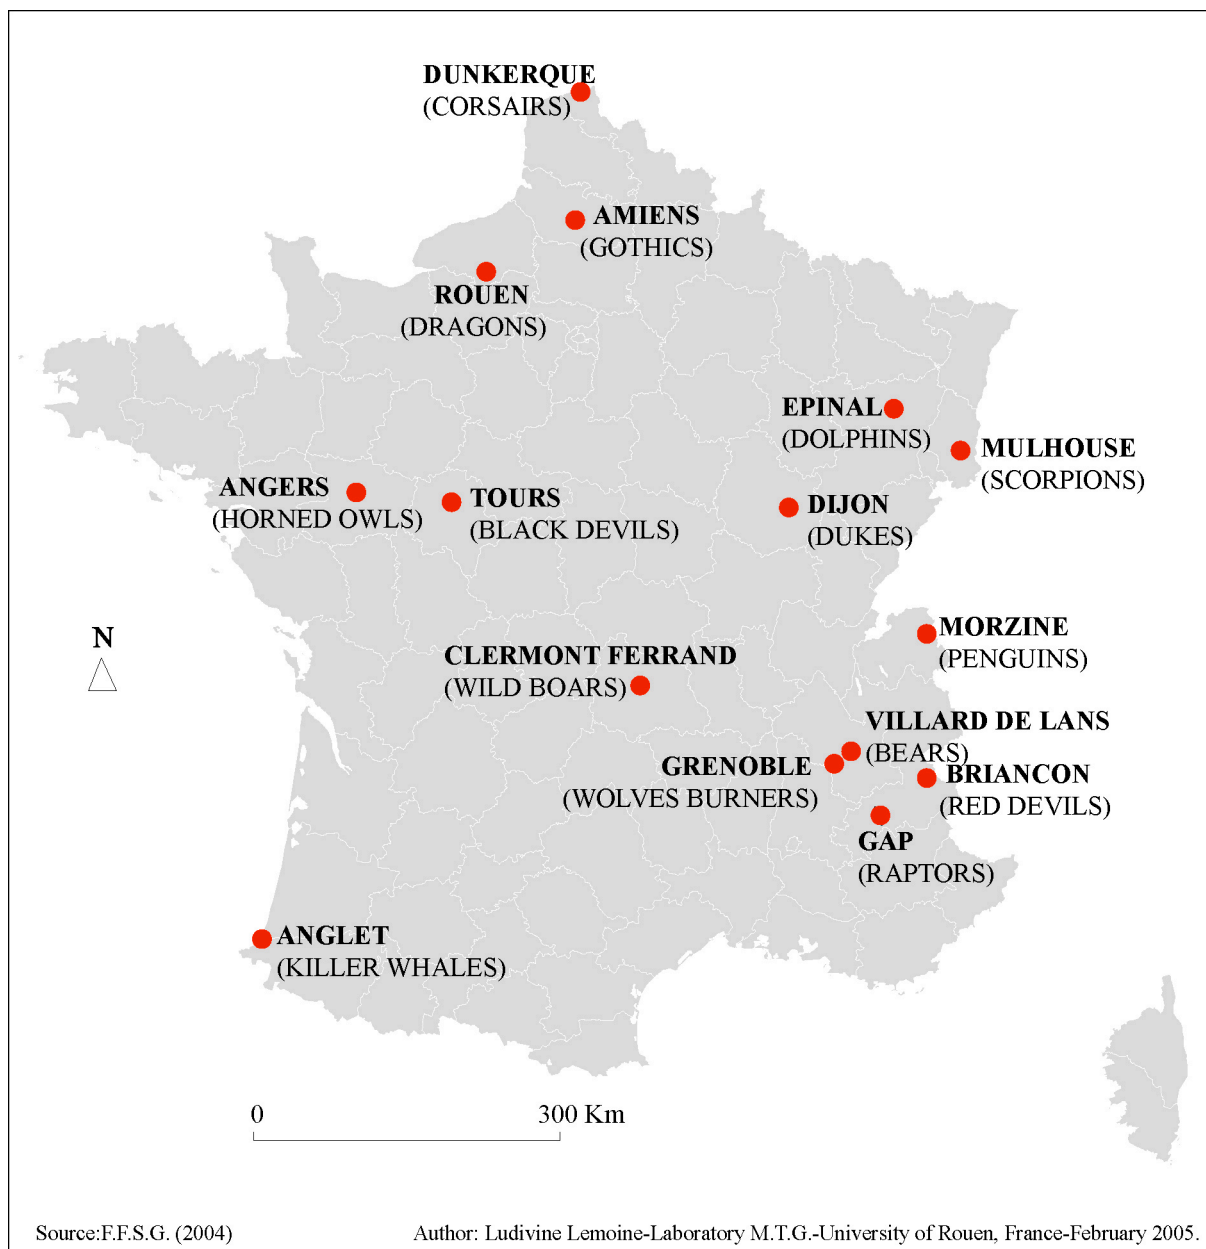 DUNKERQUE
(CORSAIRS)
AMIENS
(GOTHICS)
ROUEN
(DRAGONS)
EPINAL
(DOLPHINS)
MULHOUSE
(SCORPIONS)
ANGERS
(HORNED OWLS)
TOURS
(BLACK DEVILS)
DIJON
(DUKES)
N
MORZINE
(PENGUINS)
CLERMONT FERRAND
(WILD BOARS)
VILLARD DE LANS
(BEARS)
GRENOBLE
(WOLVES BURNERS)
BRIANCON
(RED DEVILS)
GAP
(RAPTORS)
ANGLET
(KILLER WHALES)
0 300 Km
Source:F.F.S.G. (2004) Author: Ludivine Lemoine-Laboratory M.T.G.-University of Rouen, France-February 2005.